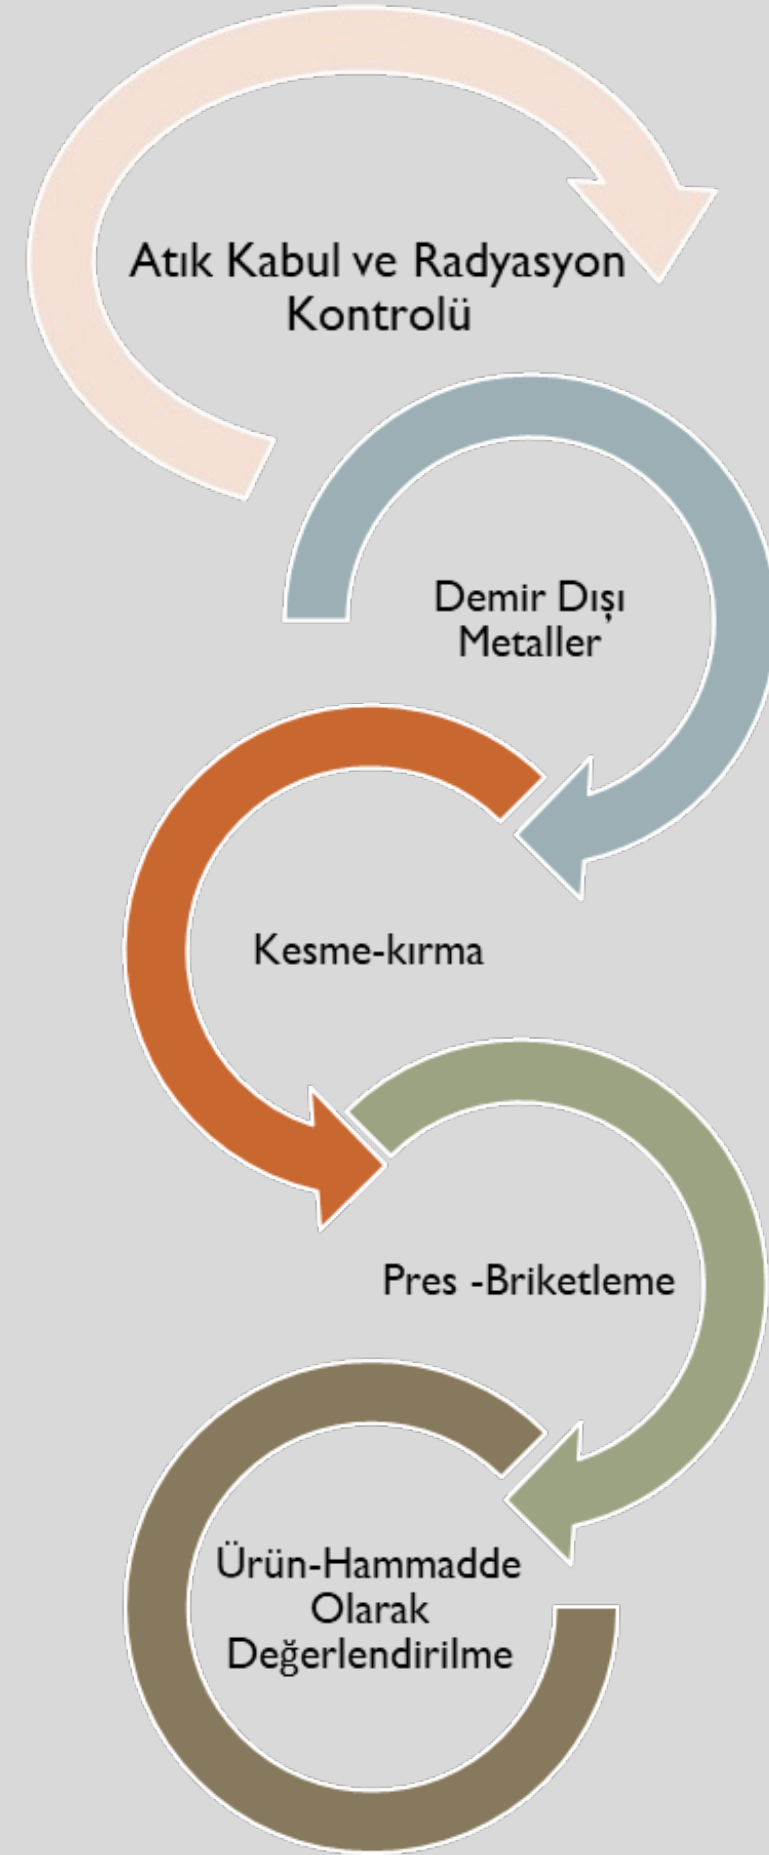 Atık Kabul ve Radyasyon
Kontrolü
Demir Dışı
Metaller
Kesme-kırma
Pres -Briketleme
Ürün-Hammadde
Olarak
Değerlendirilme